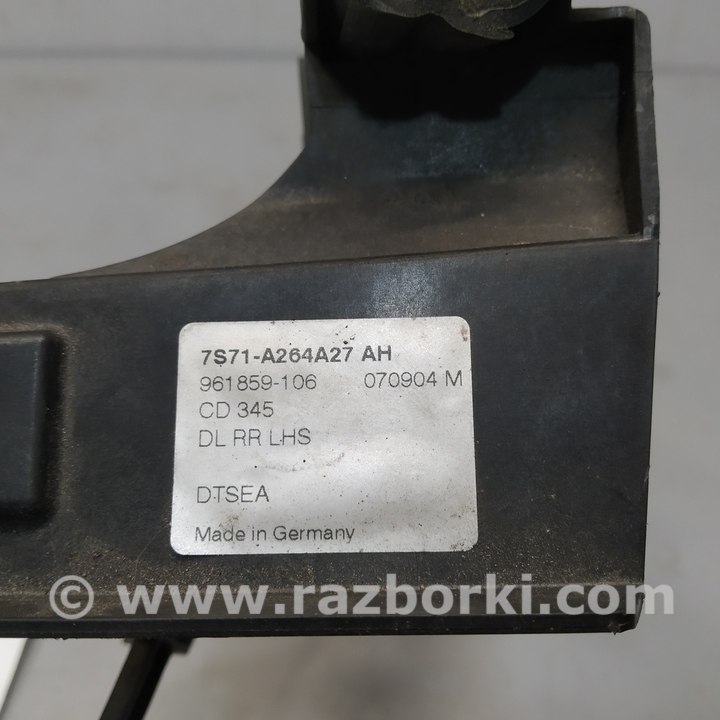 7S71-A264A27 AH
961859-106 070904 M
CD 345
DL RR LHS
DTSEA
Made in Germany
© www.razborki.com